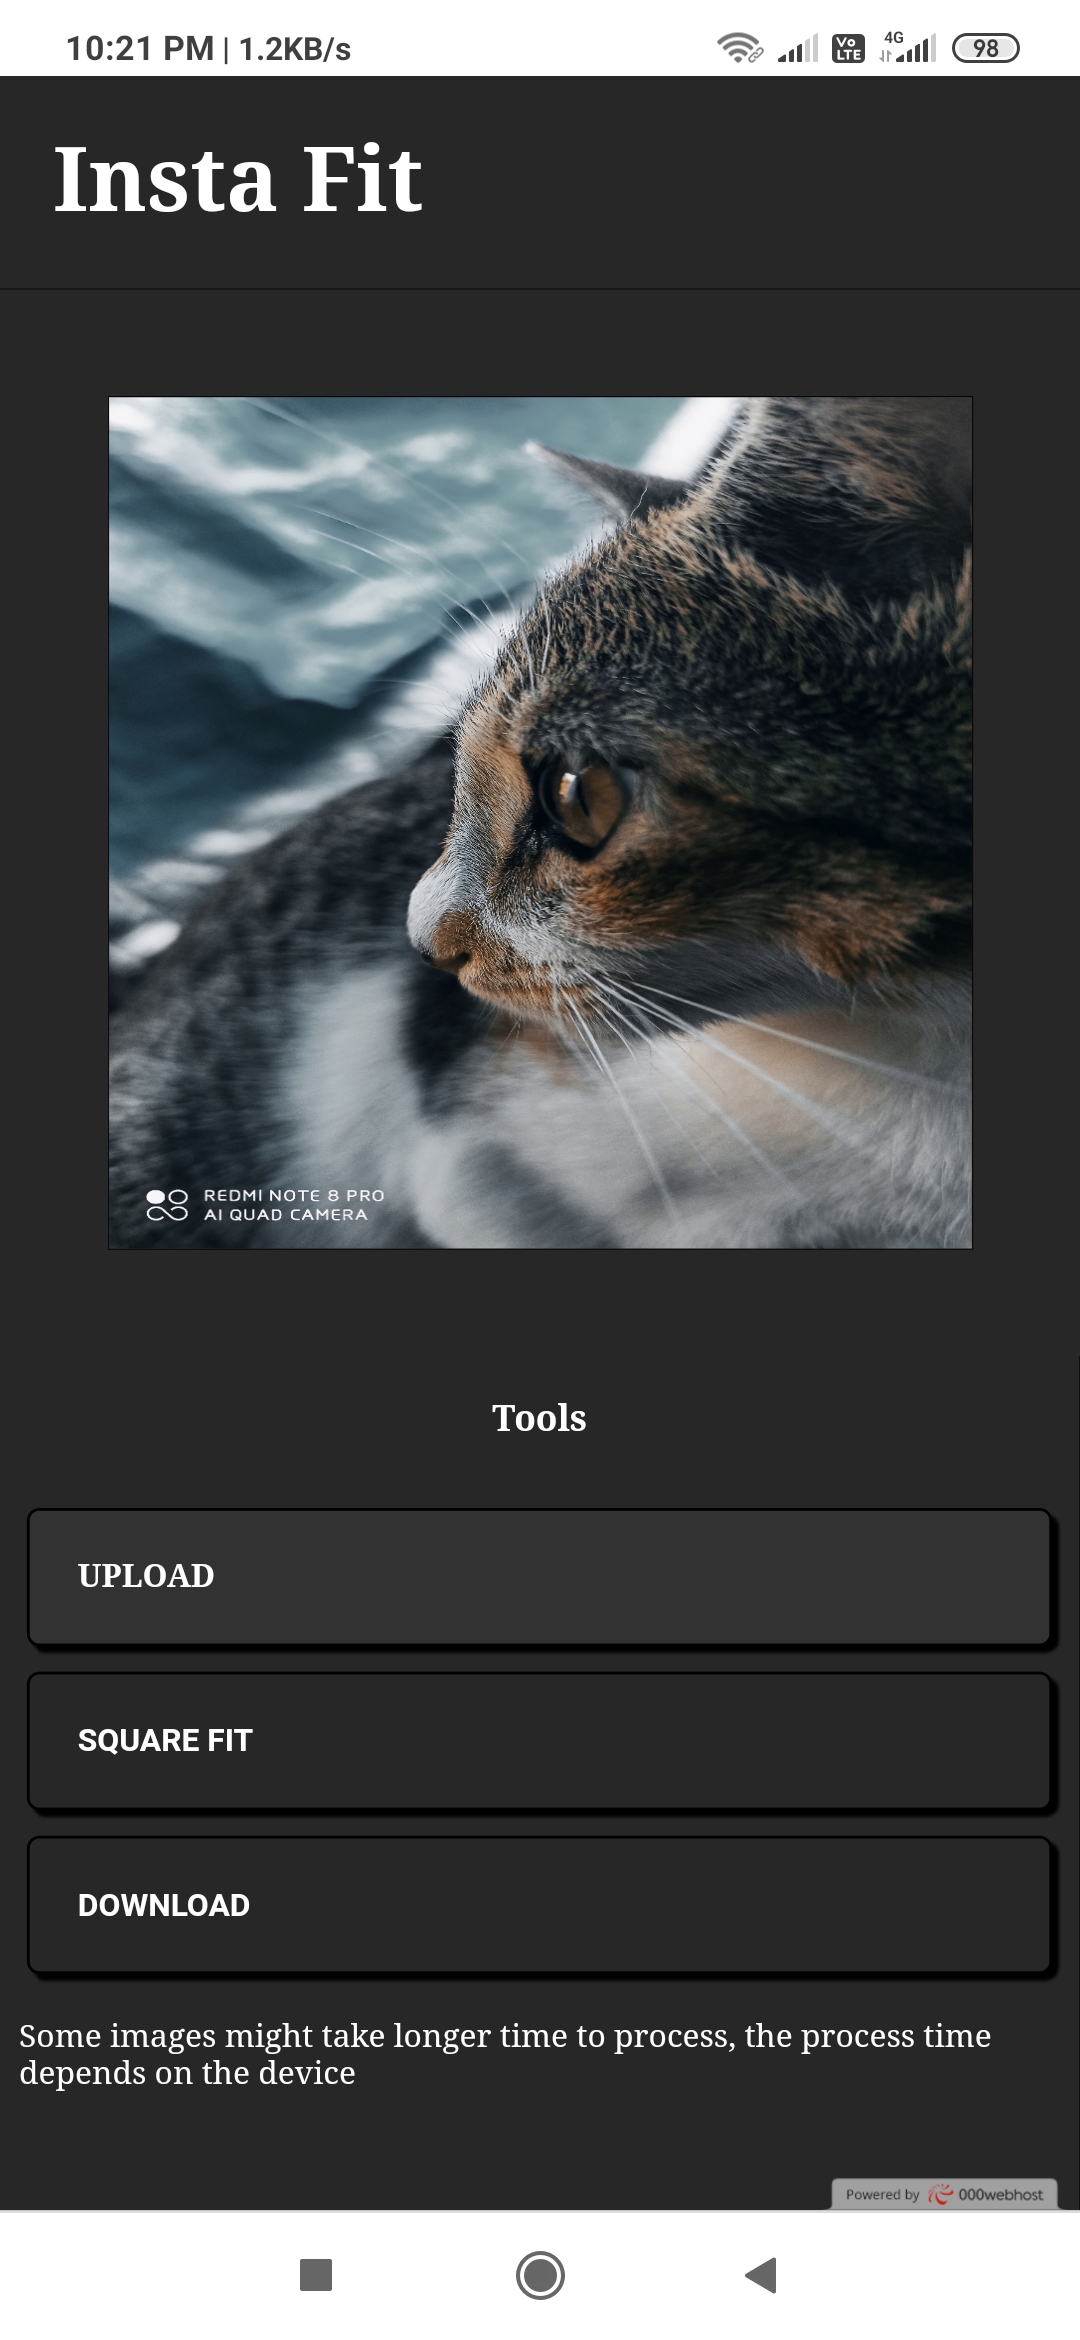 10:21 PM | 1.2KB/s
Vo LTE 4G 98
Insta Fit
REDMI NOTE 8 PRO
AI QUAD CAMERA
Tools
UPLOAD
SQUARE FIT
DOWNLOAD
Some images might take longer time to process, the process time
depends on the device
Powered by 000webhost